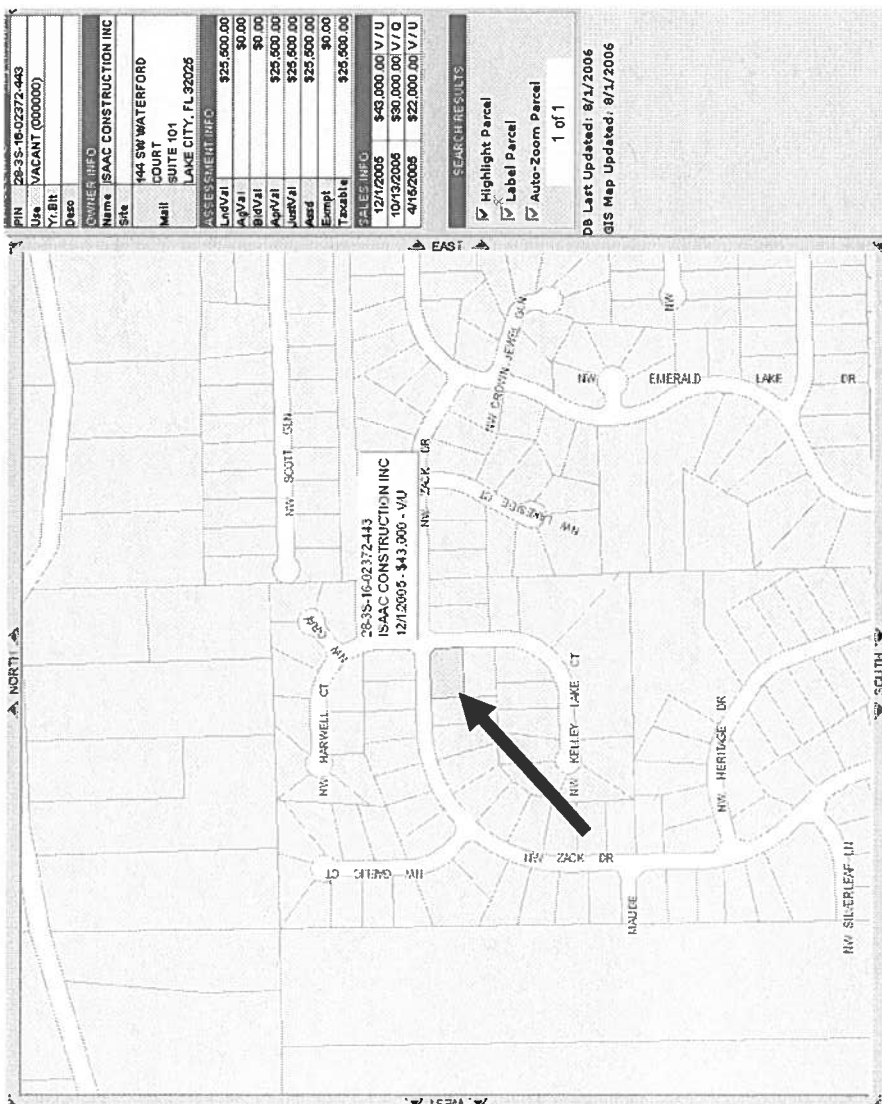 PIN 28-3S-16-02372-443
Use VACANT (000000)
Yr.Blt
Desc
OWNER INFO
Name ISAAC CONSTRUCTION INC
Site
Mail
144 SW WATERFORD
COURT
SUITE 101
LAKE CITY, FL 32025
ASSESSMENT INFO
LndVal $25,500.00
AgVal $0.00
BldVal $0.00
AprVal $25,500.00
JustVal $25,500.00
Assd $25,500.00
Exmpt $0.00
Taxable $25,500.00
SALES INFO
12/1/2005 $43,000.00 V / U
10/13/2005 $30,000.00 V / Q
4/15/2005 $22,000.00 V / U
SEARCH RESULTS
Highlight Parcel
Label Parcel
Auto-Zoom Parcel
1 of 1
DB Last Updated: 8/1/2006
GIS Map Updated: 8/1/2006
NORTH
EAST
SOUTH
WEST
28-3S-16-02372-443
ISAAC CONSTRUCTION INC
12/1/2005 - $43,000 - V/U
NW SCOTT GLN
NW ZACK DR
NW CROWN JEWEL GLN
NW LAKESIDE CT
NW EMERALD LAKE DR
NW
NW HARWELL CT
NW
NW KELLEY LAKE CT
NW GAELIC CT
NW ZACK DR
MAUDE
NW HERITAGE DR
NW SILVERLEAF LN